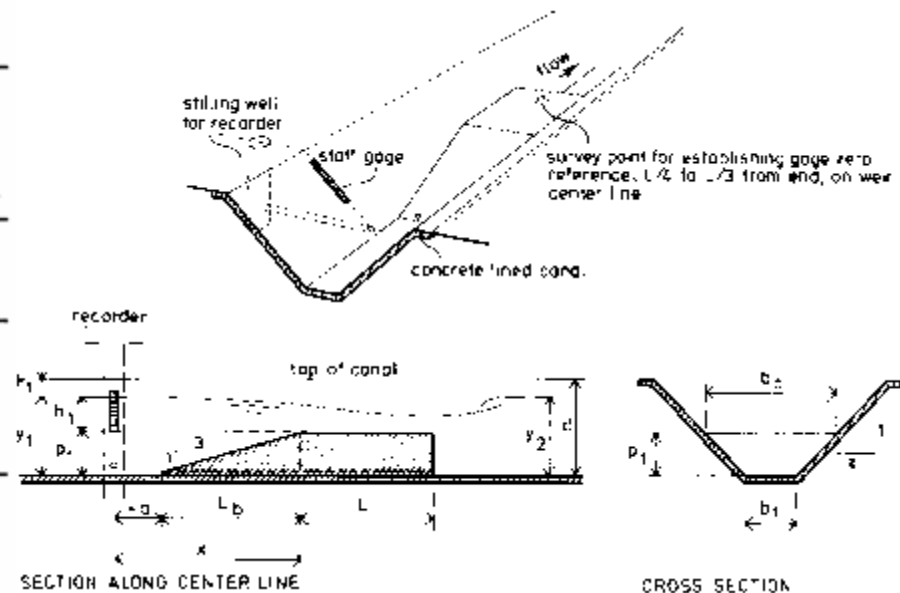 flow
stilling well
for recorder
staff gage
survey point for establishing gage zero
reference, L/4 to L/3 from end, on weir
center line
concrete lined canal
recorder
top of canal
h1
y1
p1
3
1
y2
d
a
Lb
L
x
SECTION ALONG CENTER LINE
p1
1
z
b1
CROSS SECTION